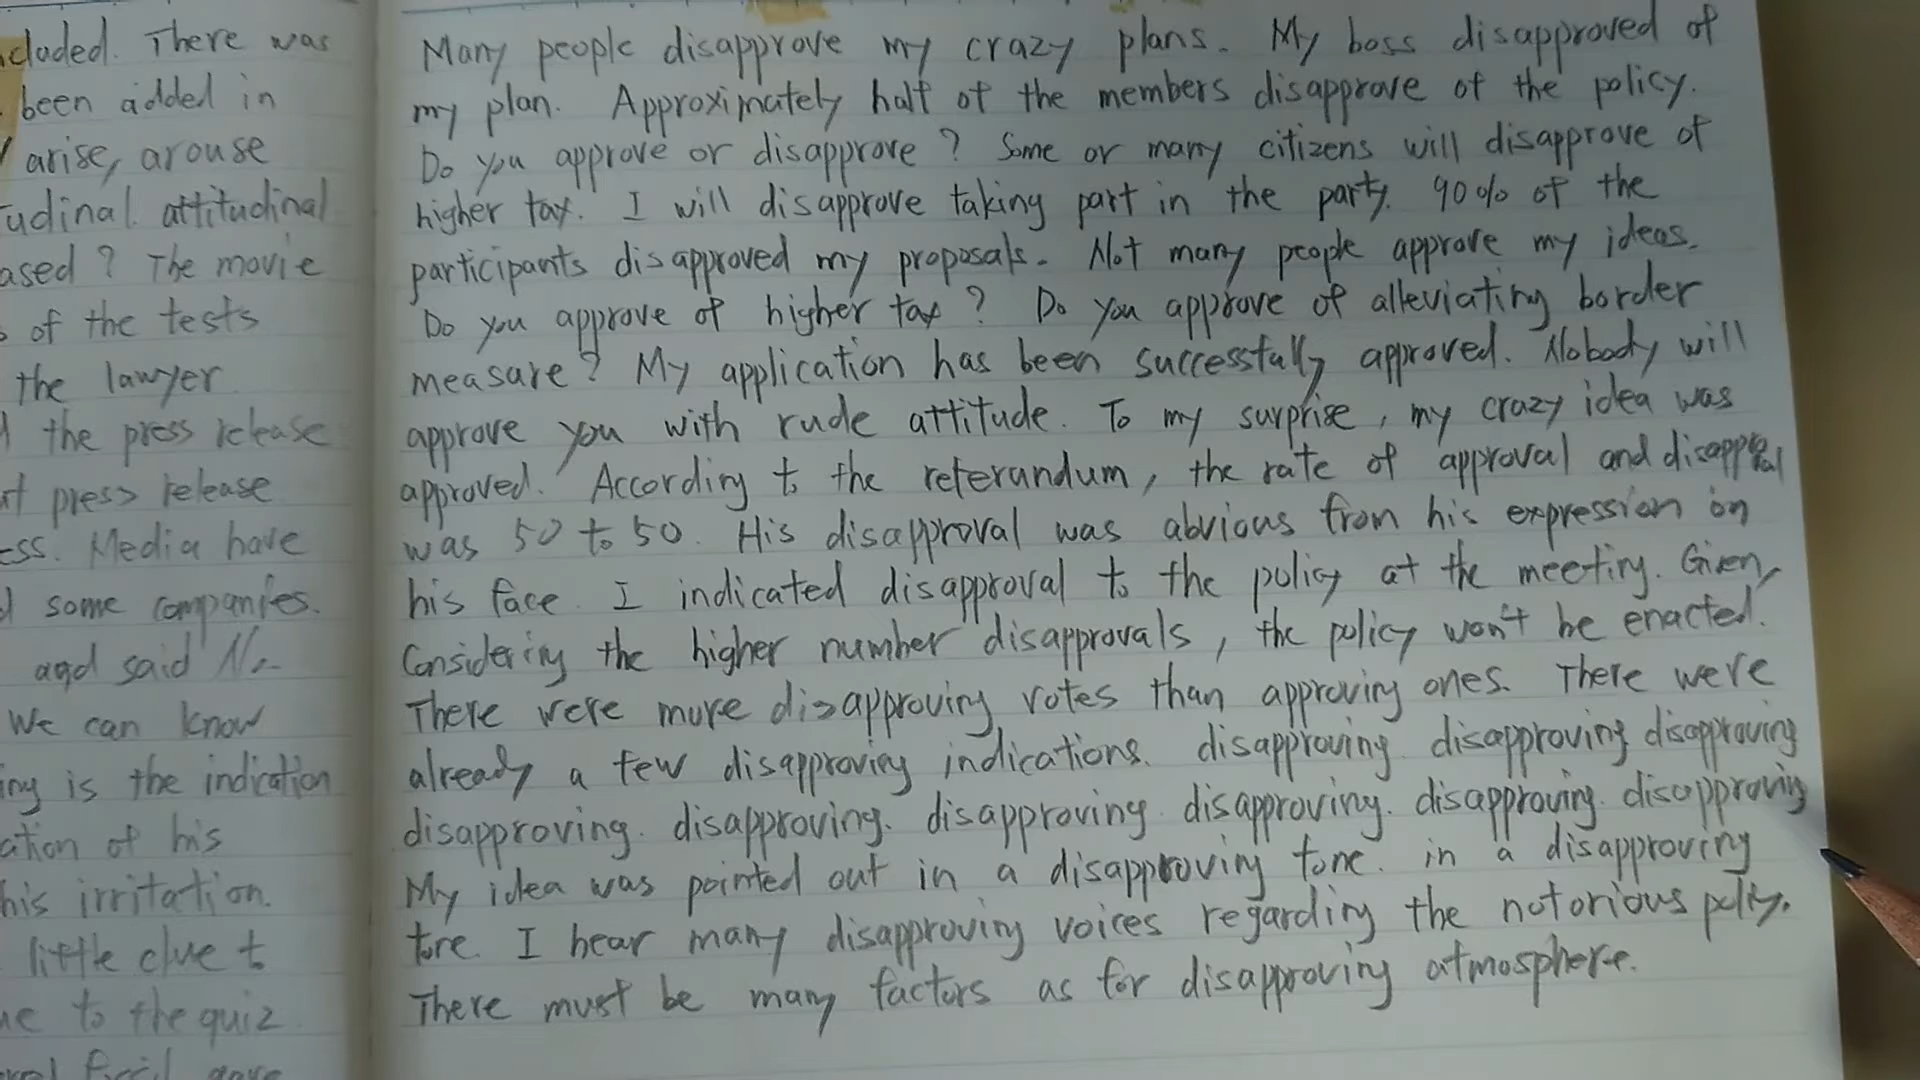 cluded. There was
been added in
arise, arouse
udinal. attitudinal
ased? The movie
of the tests
the lawyer
the press release
press release
ess. Media have
some companies.
agd said No
We can know
ing is the indication
ation of his
his irritation.
little clue to
ue to the quiz
gave
Many people disapprove my crazy plans. My boss disapproved of
my plan. Approximately half of the members disapprove of the policy.
Do you approve or disapprove? Some or many citizens will disapprove of
higher tax. I will disapprove taking part in the party. 90% of the
participants disapproved my proposals. Not many people approve my ideas.
Do you approve of higher tax? Do you approve of alleviating border
measure? My application has been successfully approved. Nobody will
approve you with rude attitude. To my surprise, my crazy idea was
approved. According to the referandum, the rate of approval and disapproval
was 50 to 50. His disapproval was abvious from his expression on
his face. I indicated disapproval to the policy at the meeting. Given,
Considering the higher number disapprovals, the policy won't be enacted.
There were more disapproving votes than approving ones. There were
already a few disapproving indications. disapproving. disapproving disapproving
disapproving. disapproving. disapproving. disapproving. disapproving. disapproving
My idea was pointed out in a disapproving tone. in a disapproving
tone. I hear many disapproving voices regarding the notorious policy.
There must be many factors as for disapproving atmosphere.